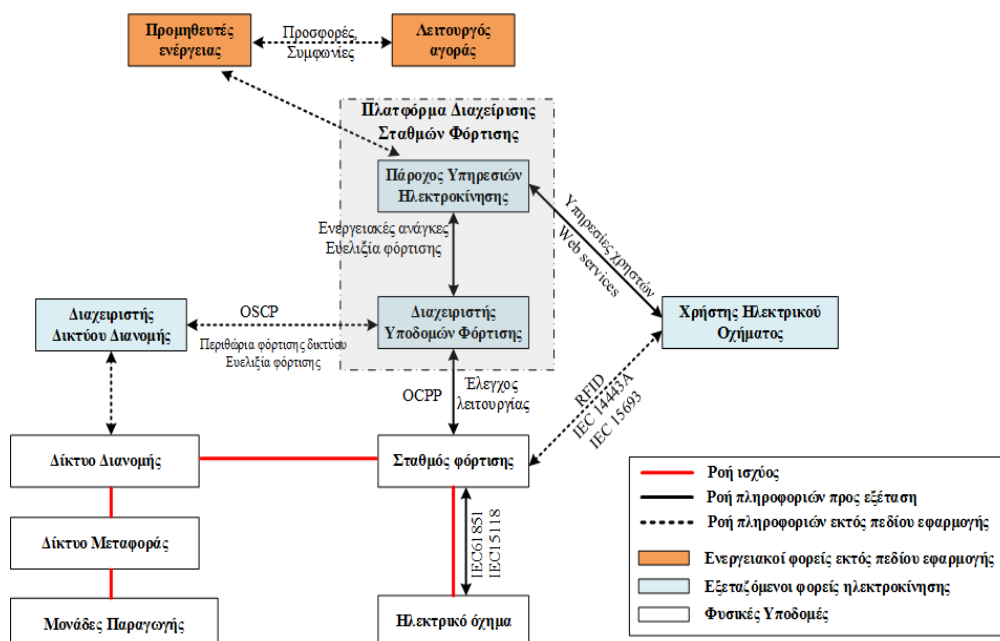 Προμηθευτές
ενέργειας
Προσφορές,
Συμφωνίες
Λειτουργός
αγοράς
Πλατφόρμα Διαχείρισης
Σταθμών Φόρτισης
Πάροχος Υπηρεσιών
Ηλεκτροκίνησης
Ενεργειακές ανάγκες
Ευελιξία φόρτισης
Υπηρεσίες χρηστών
Web services
Διαχειριστής
Δικτύου Διανομής
OSCP
Περιθώρια φόρτισης δικτύου
Ευελιξία φόρτισης
Διαχειριστής
Υποδομών Φόρτισης
Χρήστης Ηλεκτρικού
Οχήματος
OCPP
Έλεγχος
λειτουργίας
RFID
IEC 14443A
IEC 15693
Δίκτυο Διανομής
Σταθμός φόρτισης
Δίκτυο Μεταφοράς
IEC61851
IEC15118
Μονάδες Παραγωγής
Ηλεκτρικό όχημα
Ροή ισχύος
Ροή πληροφοριών προς εξέταση
Ροή πληροφοριών εκτός πεδίου εφαρμογής
Ενεργειακοί φορείς εκτός πεδίου εφαρμογής
Εξεταζόμενοι φορείς ηλεκτροκίνησης
Φυσικές Υποδομές